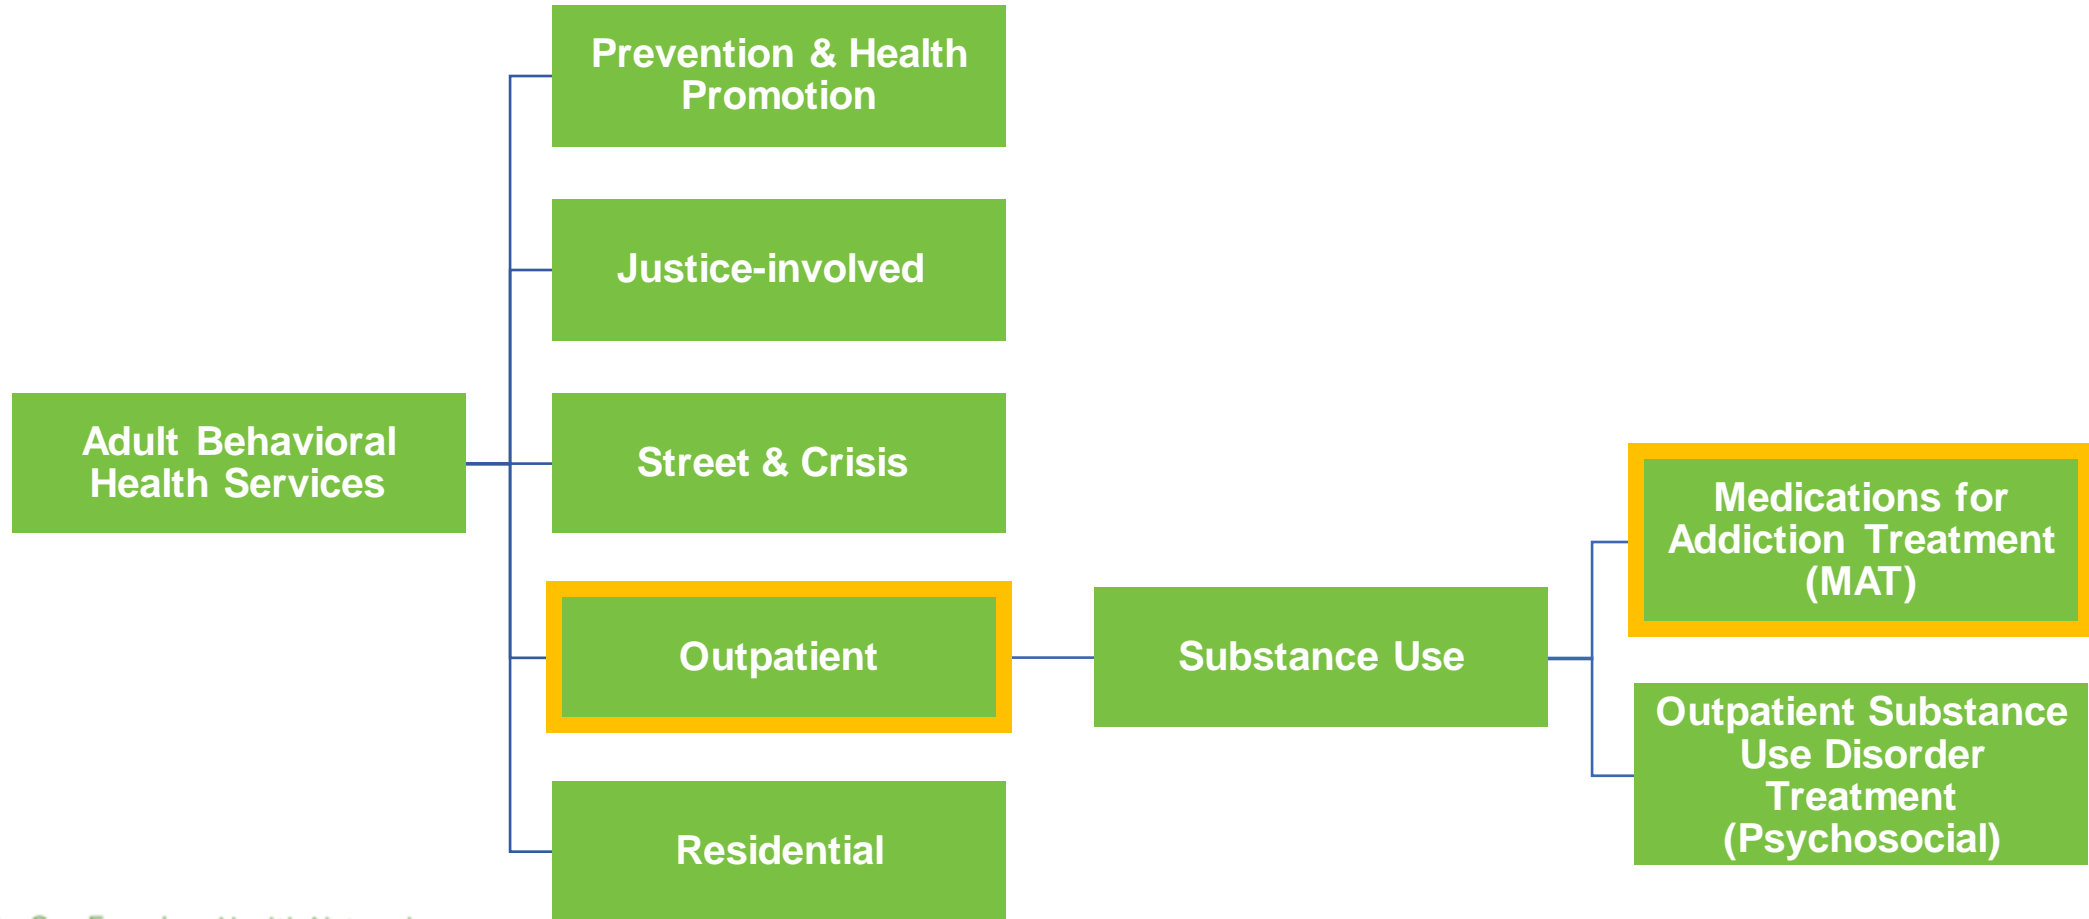 Prevention & Health
Promotion
Justice-involved
Adult Behavioral
Health Services
Street & Crisis
Outpatient
Residential
Substance Use
Medications for
Addiction Treatment
(MAT)
Outpatient Substance
Use Disorder
Treatment
(Psychosocial)